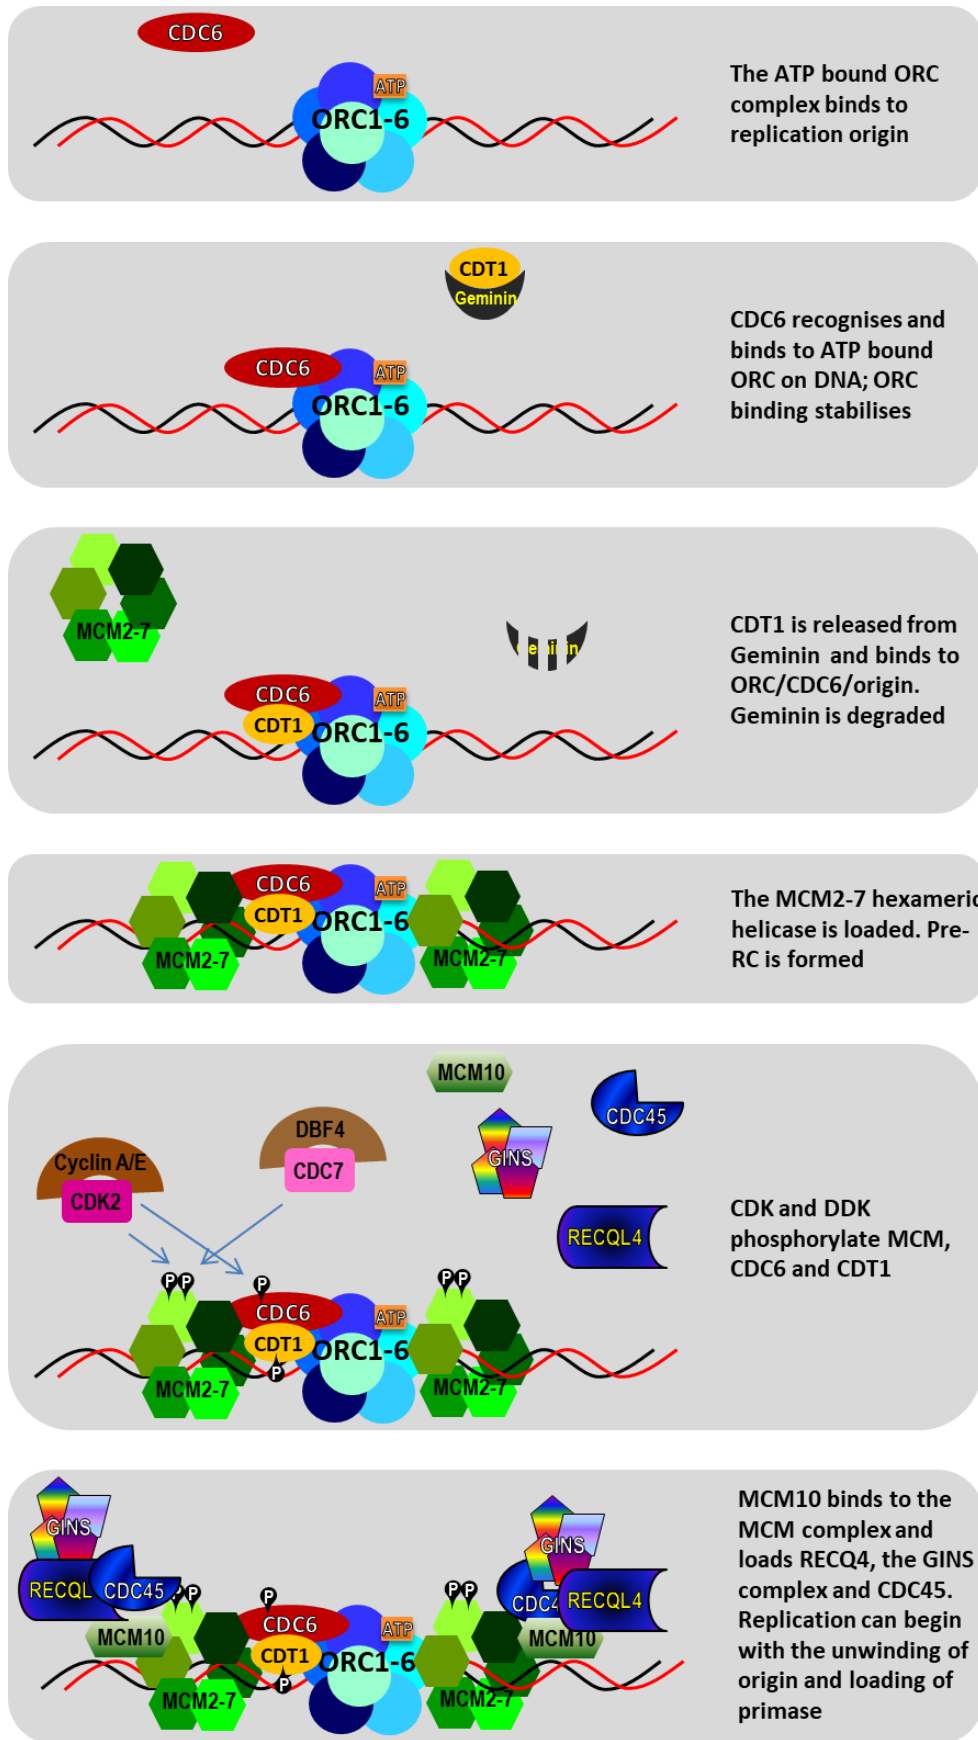 CDC6
ATP
ORC1-6
The ATP bound ORC
complex binds to
replication origin
CDT1
Geminin
CDC6
ATP
ORC1-6
CDC6 recognises and
binds to ATP bound
ORC on DNA; ORC
binding stabilises
MCM2-7
Geminin
CDC6
ATP
CDT1
ORC1-6
CDT1 is released from
Geminin and binds to
ORC/CDC6/origin.
Geminin is degraded
CDC6
ATP
CDT1
ORC1-6
MCM2-7
MCM2-7
The MCM2-7 hexameric
helicase is loaded. Pre-
RC is formed
MCM10
CDC45
DBF4
Cyclin A/E
GINS
CDC7
CDK2
RECQL4
P P
P
P P
CDC6
ATP
CDT1
ORC1-6
P
MCM2-7
MCM2-7
CDK and DDK
phosphorylate MCM,
CDC6 and CDT1
GINS
GINS
RECQL
CDC45
P P
P
P P
CDC4
RECQL4
CDC6
ATP
MCM10
MCM10
CDT1
ORC1-6
P
MCM2-7
MCM2-7
MCM10 binds to the
MCM complex and
loads RECQ4, the GINS
complex and CDC45.
Replication can begin
with the unwinding of
origin and loading of
primase